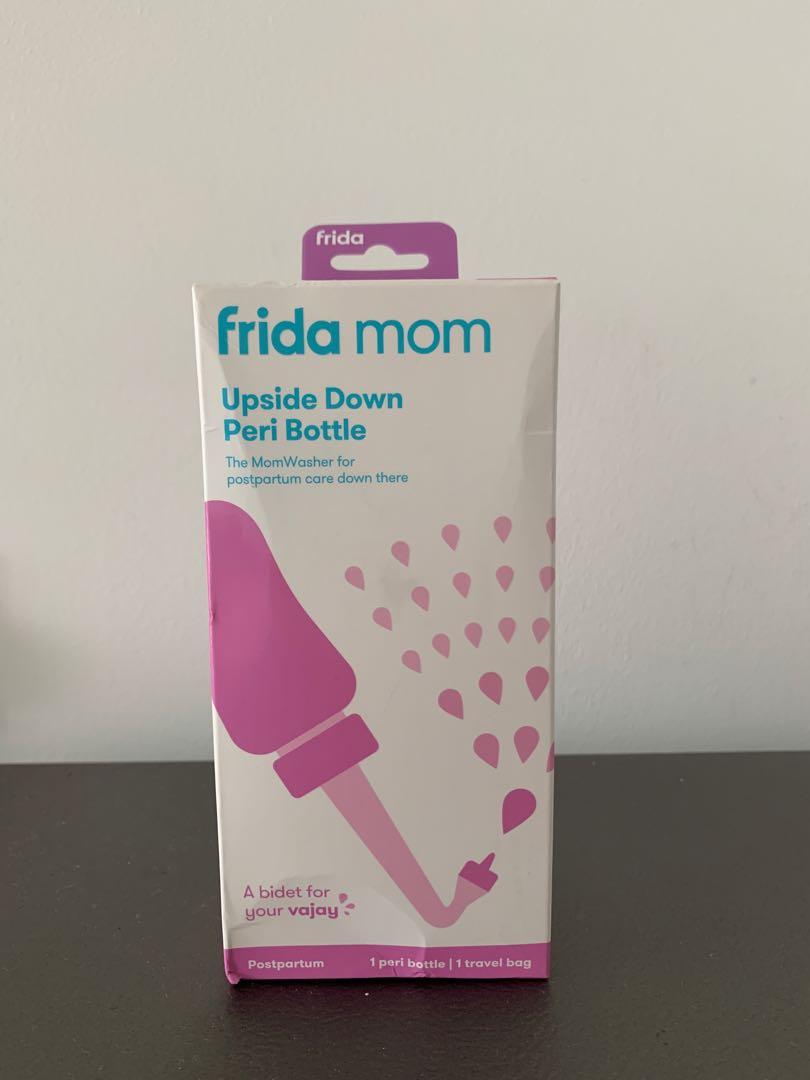 frida
frida mom
Upside Down
Peri Bottle
The MomWasher for
postpartum care down there
A bidet for
your vajay
Postpartum 1 peri bottle | 1 travel bag